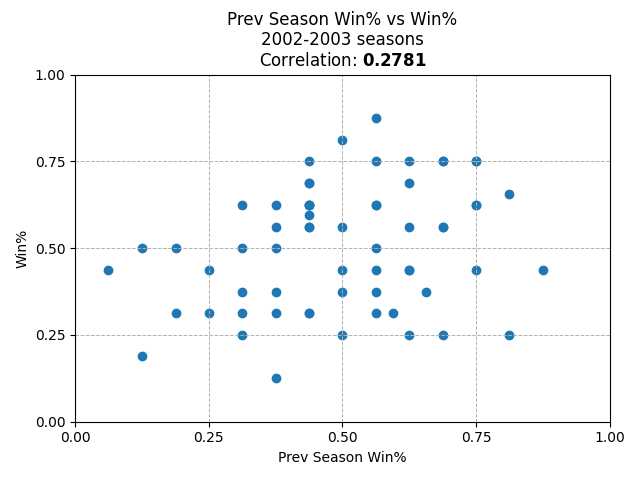 Prev Season Win% vs Win%
2002-2003 seasons
Correlation: 0.2781
1.00
0.75
Win%
0.50
0.25
0.00
0.00 0.25 0.50 0.75 1.00
Prev Season Win%